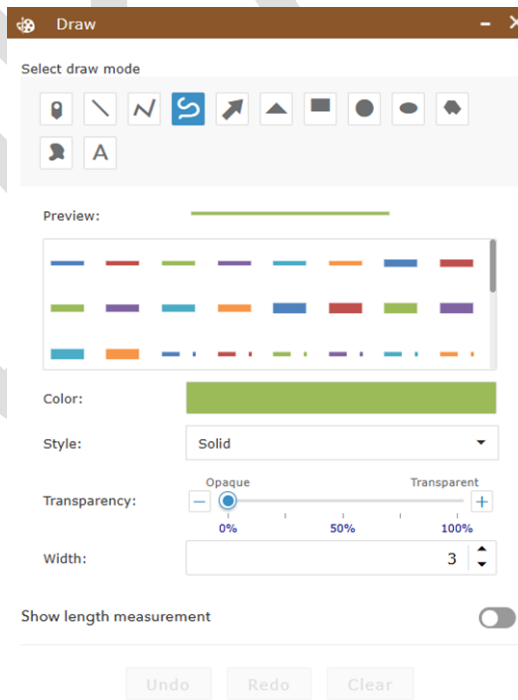 Draw
Select draw mode
A
Preview:
Color:
Style:
Solid
Opaque
Transparent
Transparency:
0%
50%
100%
Width:
3
Show length measurement
Undo
Redo
Clear